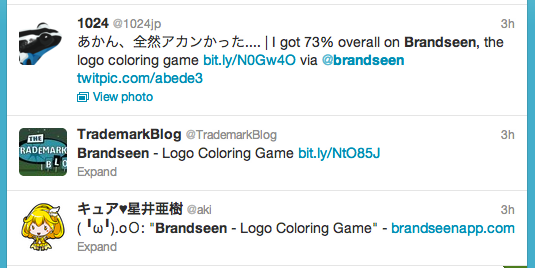 1024 @1024jp 3h
あかん、全然アカンかった.... | I got 73% overall on Brandseen, the
logo coloring game bit.ly/N0Gw4O via @brandseen
twitpic.com/abede3
View photo
THE
TRADEMARK
BLO
TrademarkBlog @TrademarkBlog 3h
Brandseen - Logo Coloring Game bit.ly/NtO85J
Expand
キュア♥星井亜樹 @aki 3h
( ╹ω╹).oO: "Brandseen - Logo Coloring Game" - brandseenapp.com
Expand